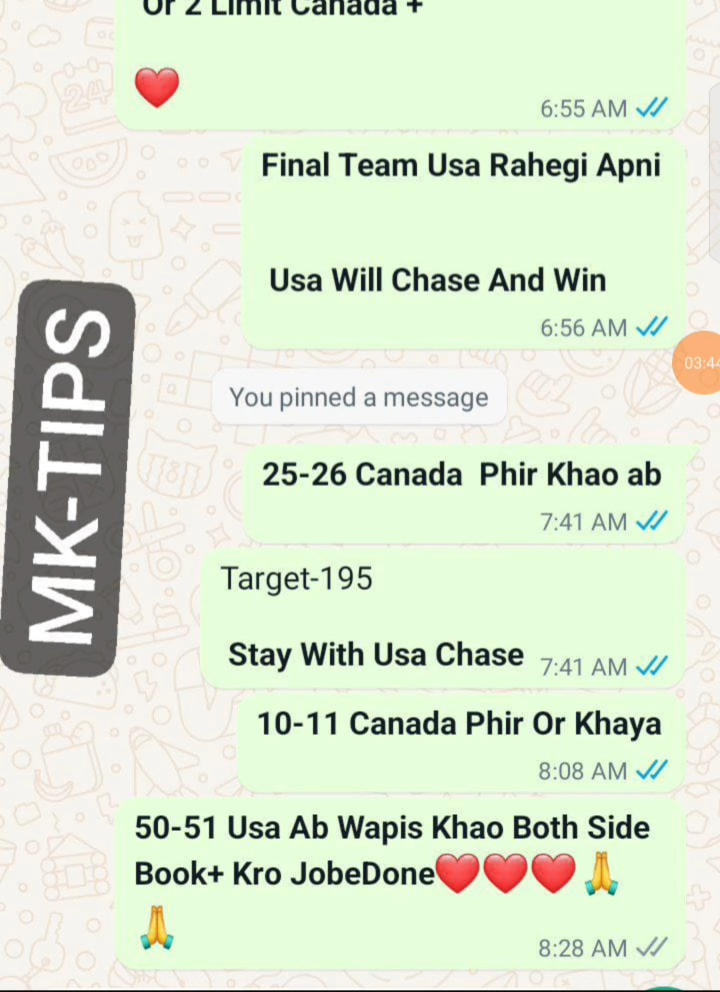 Or 2 Limit Canada +
❤️
6:55 AM
Final Team Usa Rahegi Apni
Usa Will Chase And Win
6:56 AM
03:44
You pinned a message
MK-TIPS
25-26 Canada  Phir Khao ab
7:41 AM
Target-195
Stay With Usa Chase 7:41 AM
10-11 Canada Phir Or Khaya
8:08 AM
50-51 Usa Ab Wapis Khao Both Side
Book+ Kro JobeDone❤️❤️❤️🙏
🙏
8:28 AM